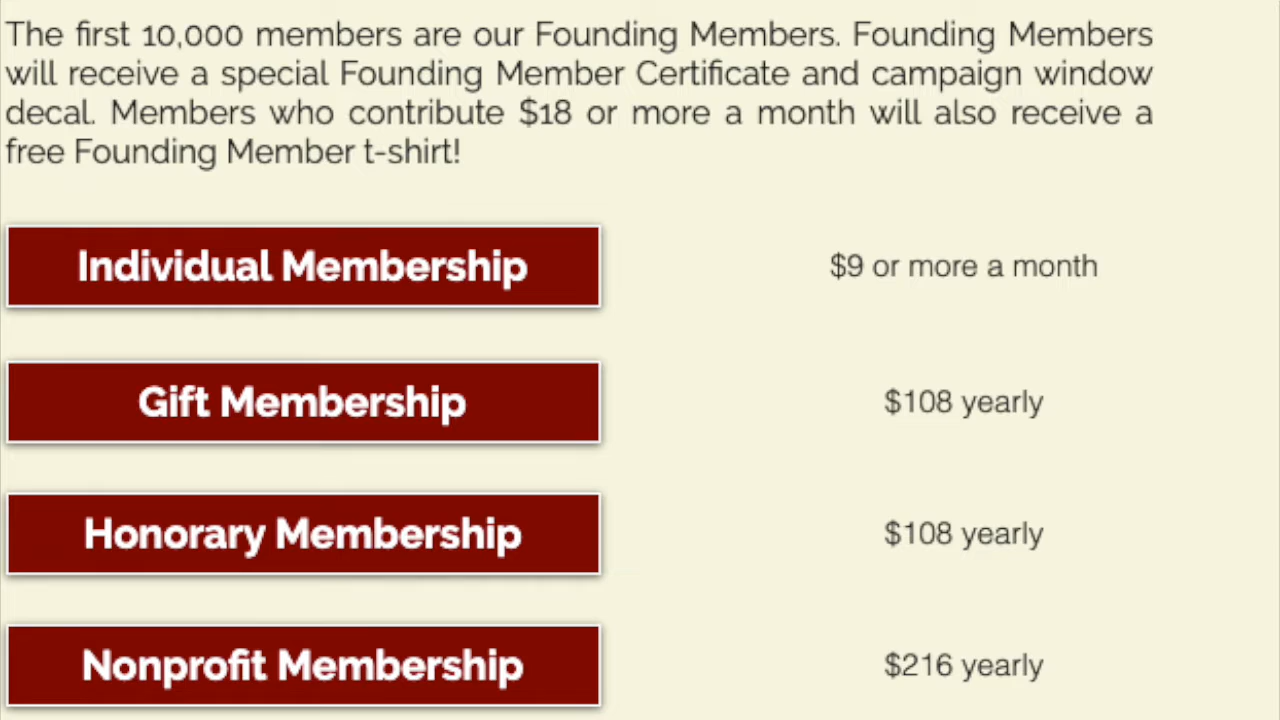 The first 10,000 members are our Founding Members. Founding Members
will receive a special Founding Member Certificate and campaign window
decal. Members who contribute $18 or more a month will also receive a
free Founding Member t-shirt!
Individual Membership $9 or more a month
Gift Membership $108 yearly
Honorary Membership $108 yearly
Nonprofit Membership $216 yearly